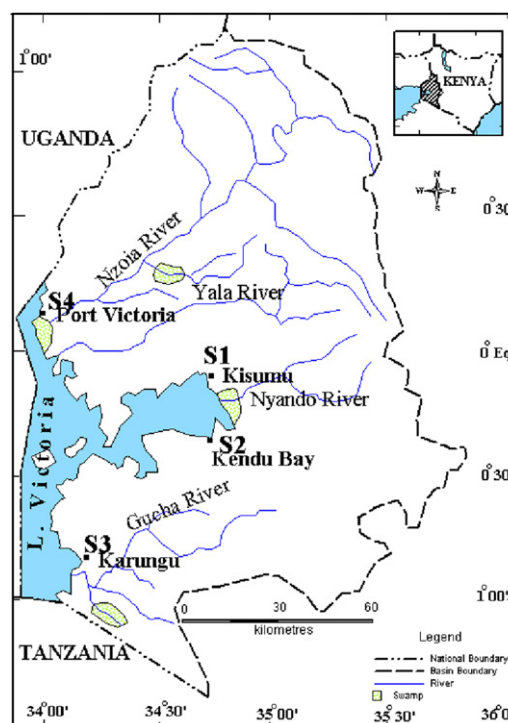 1°00'
KENYA
UGANDA
N
W E
S
0°30
Nzoia River
Yala River
S4
Port Victoria
0 Eq
S1
Kisumu
Nyando River
S2
Kendu Bay
L. Victoria
0°30
Gucha River
S3
Karungu
1°00'
0 30 60
kilometres
TANZANIA
Legend
National Boundary
Basin Boundary
River
Swamp
34°00' 34°30' 35°00' 35°30' 36°0